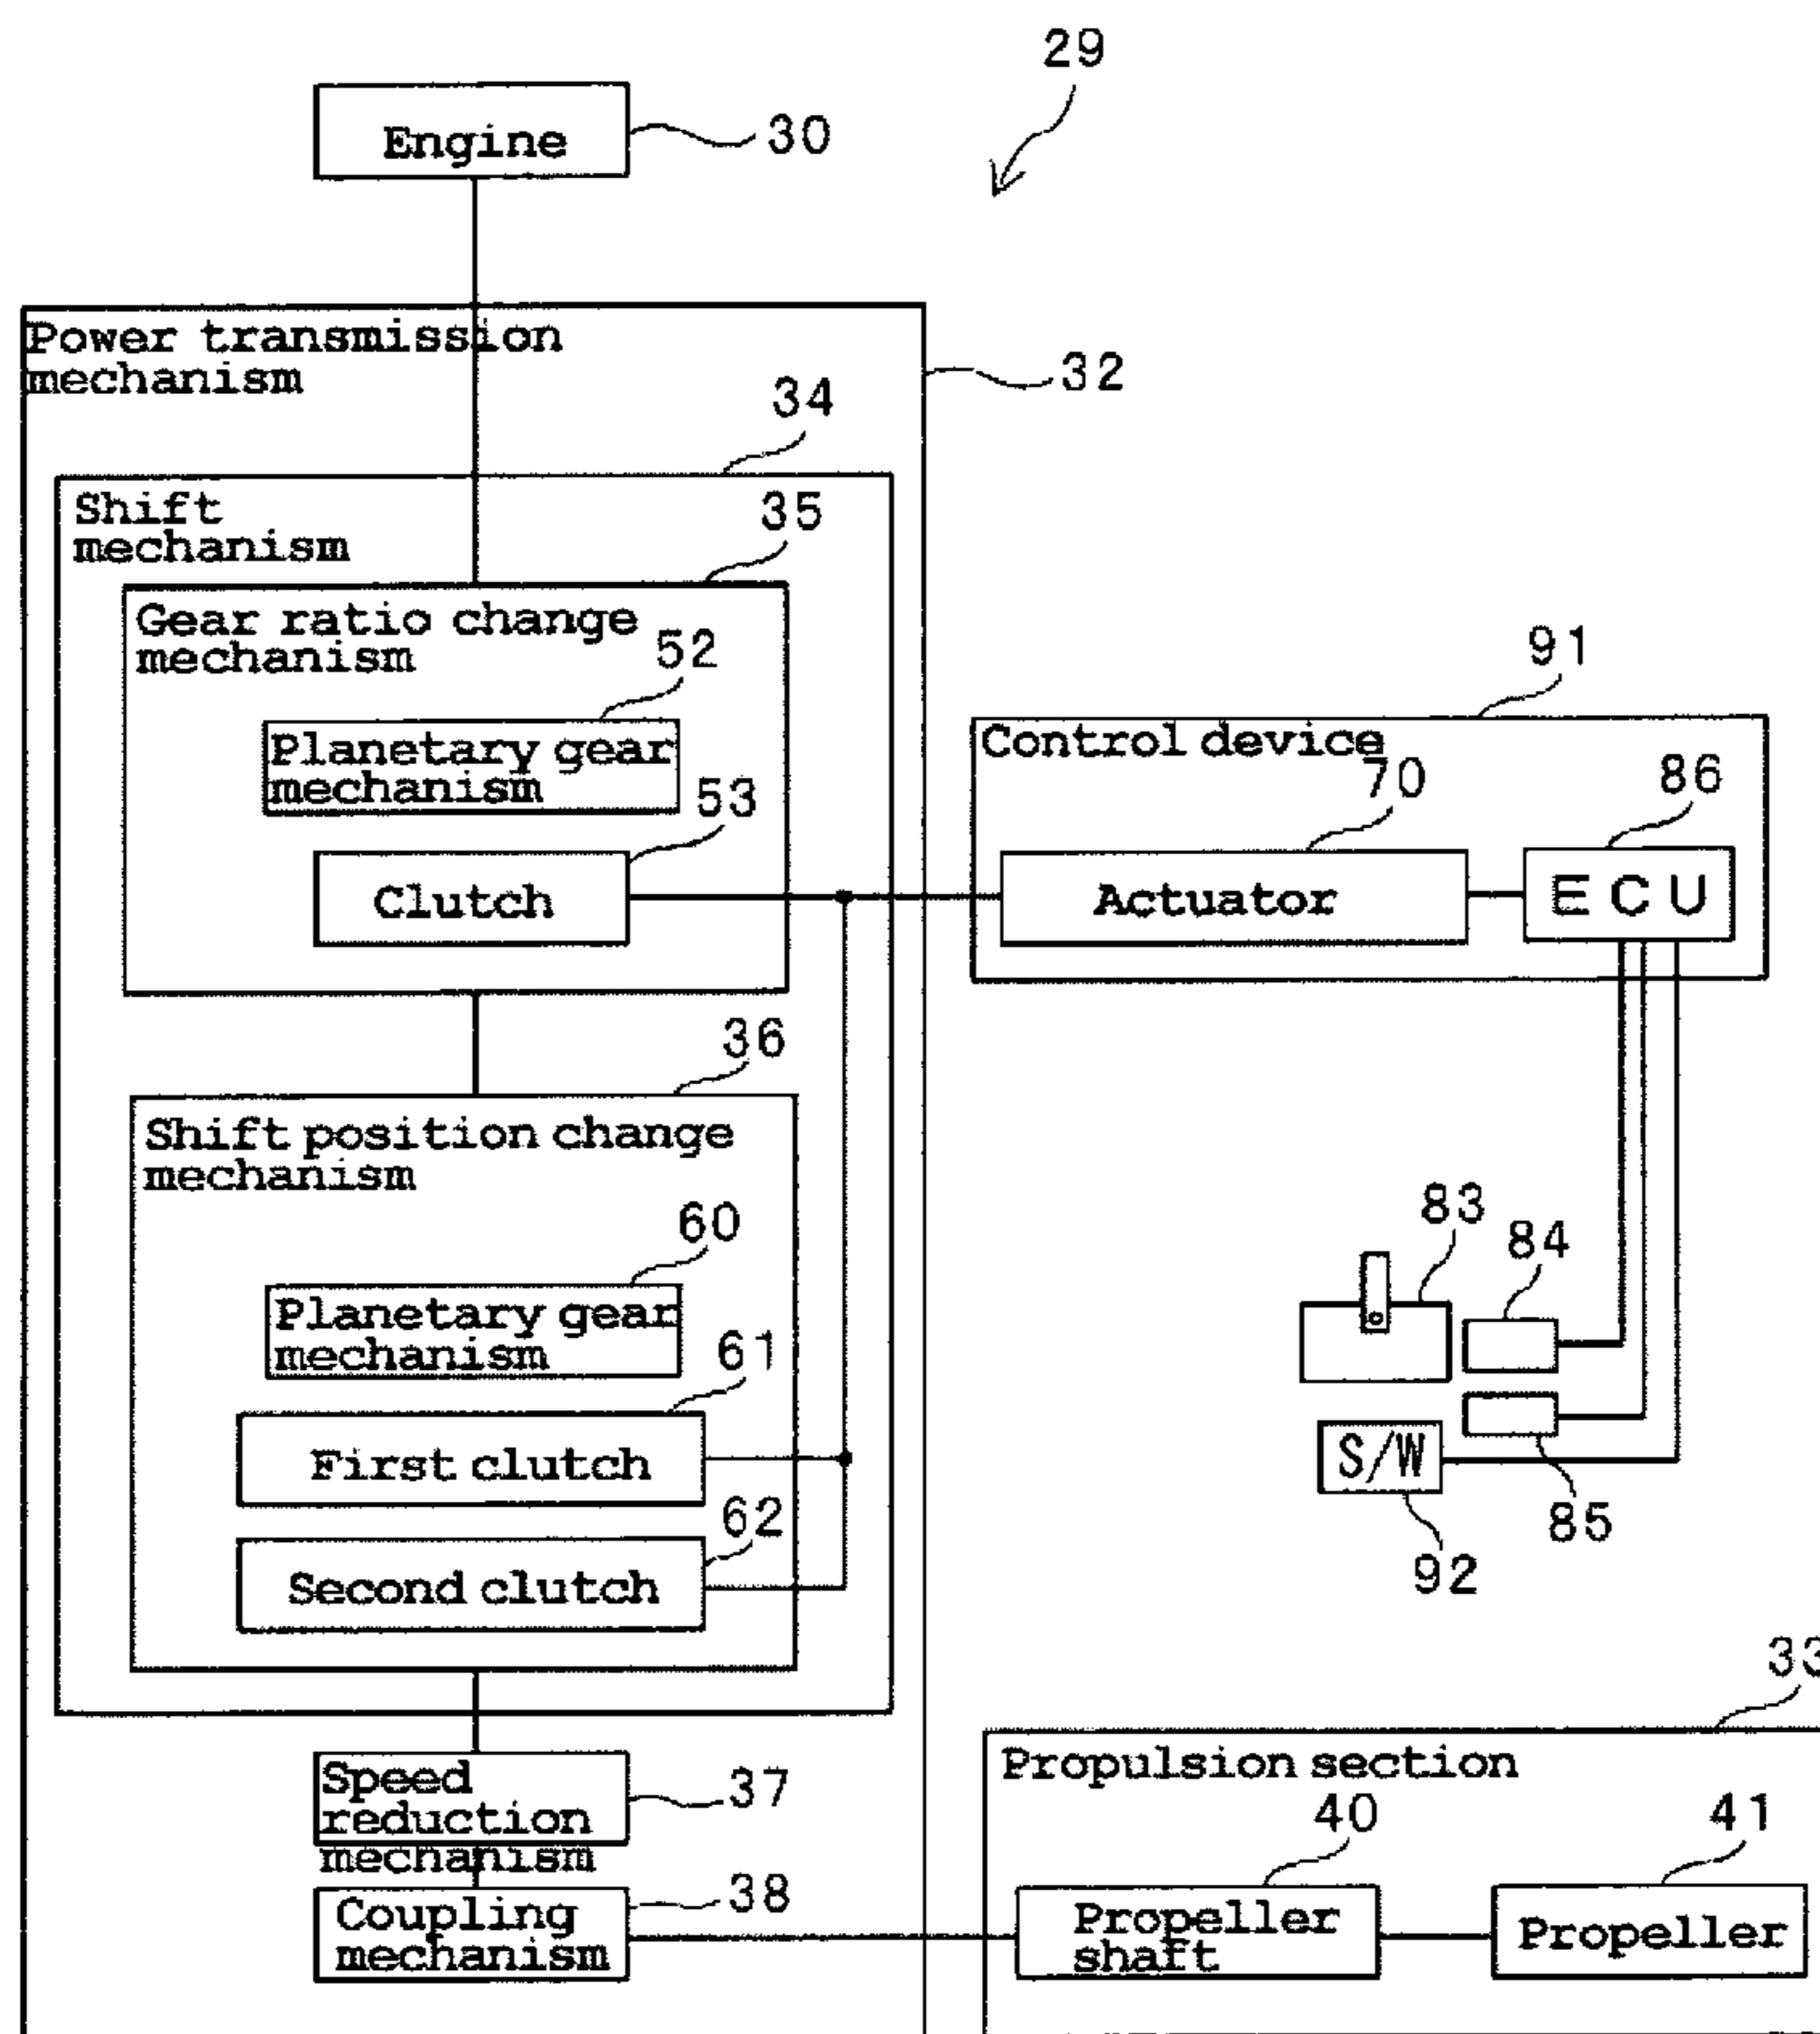 29
Engine
30
Power transmission
mechanism
32
34
Shift
mechanism
35
Gear ratio change
mechanism
52
Planetary gear
mechanism
53
Clutch
91
Control device
70
86
Actuator
ECU
36
Shift position change
mechanism
60
Planetary gear
mechanism
61
First clutch
62
Second clutch
83
84
S/W
85
92
33
Speed
reduction
mechanism
37
Propulsion section
40
41
38
Coupling
mechanism
Propeller
shaft
Propeller